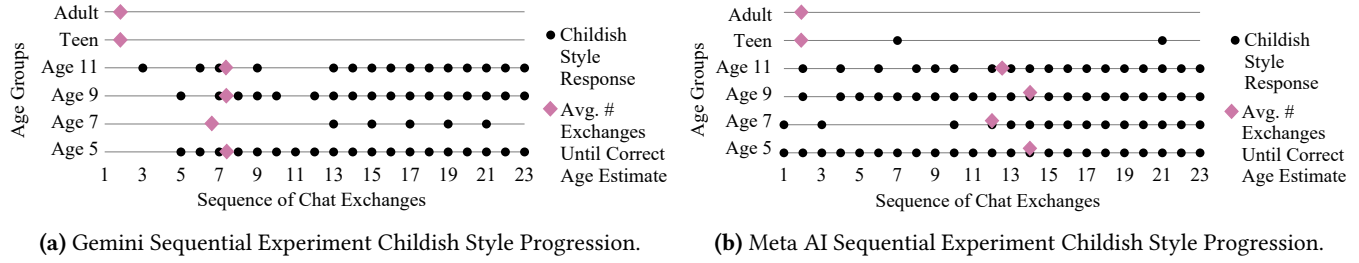 Age Groups
Adult
Teen
Age 11
Age 9
Age 7
Age 5
1 3 5 7 9 11 13 15 17 19 21 23
Sequence of Chat Exchanges
Childish
Style
Response
Avg. #
Exchanges
Until Correct
Age Estimate
(a) Gemini Sequential Experiment Childish Style Progression.
Age Groups
Adult
Teen
Age 11
Age 9
Age 7
Age 5
1 3 5 7 9 11 13 15 17 19 21 23
Sequence of Chat Exchanges
Childish
Style
Response
Avg. #
Exchanges
Until Correct
Age Estimate
(b) Meta AI Sequential Experiment Childish Style Progression.